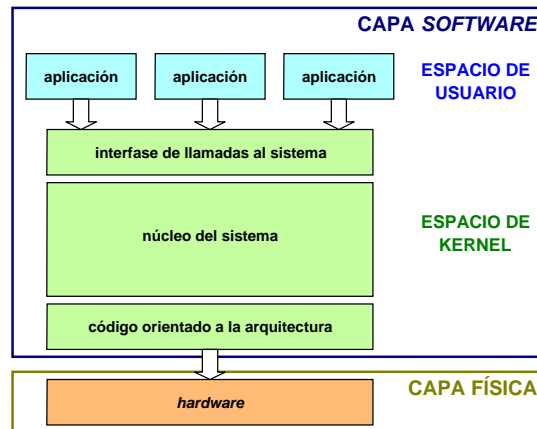 CAPA SOFTWARE
aplicación
aplicación
aplicación
ESPACIO DE
USUARIO
interfase de llamadas al sistema
núcleo del sistema
ESPACIO DE
KERNEL
código orientado a la arquitectura
CAPA FÍSICA
hardware